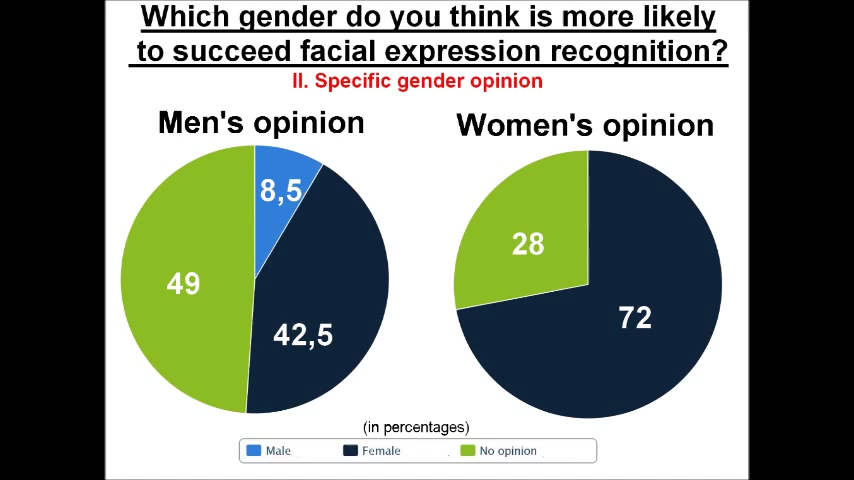 Which gender do you think is more likely
to succeed facial expression recognition?
II. Specific gender opinion
Men's opinion
Women's opinion
8,5
49
42,5
28
72
(in percentages)
Male
Female
No opinion